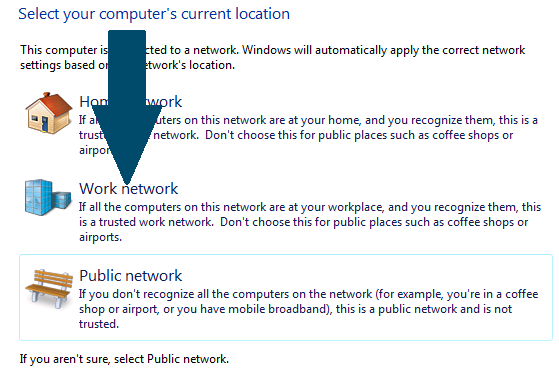 Select your computer's current location
This computer is to a network. Windows will automatically apply the correct network
settings based network's location.
If on this network are at your home, and you recognize them, this is a
network. Don't choose this for public places such as coffee shops or
Work network
If all the computers on this network are at your workplace, and you recognize them, this
is a trusted work network. Don't choose this for public places such as coffee shops or
airports.
Public network
If you don't recognize all the computers on the network (for example, you're in a coffee
shop or airport, or you have mobile broadband), this is a public network and is not
trusted.
If you aren't sure, select Public network.